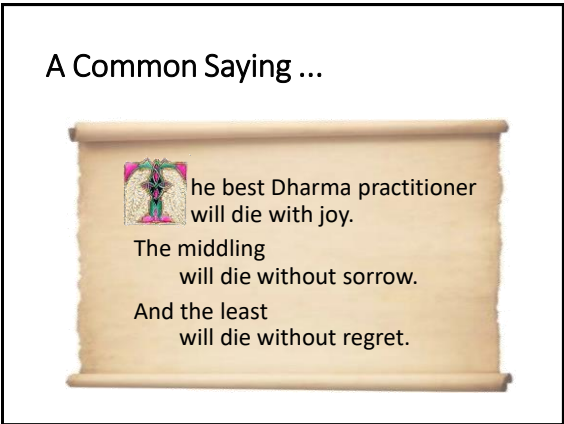 A Common Saying ...
The best Dharma practitioner
will die with joy.
The middling
will die without sorrow.
And the least
will die without regret.